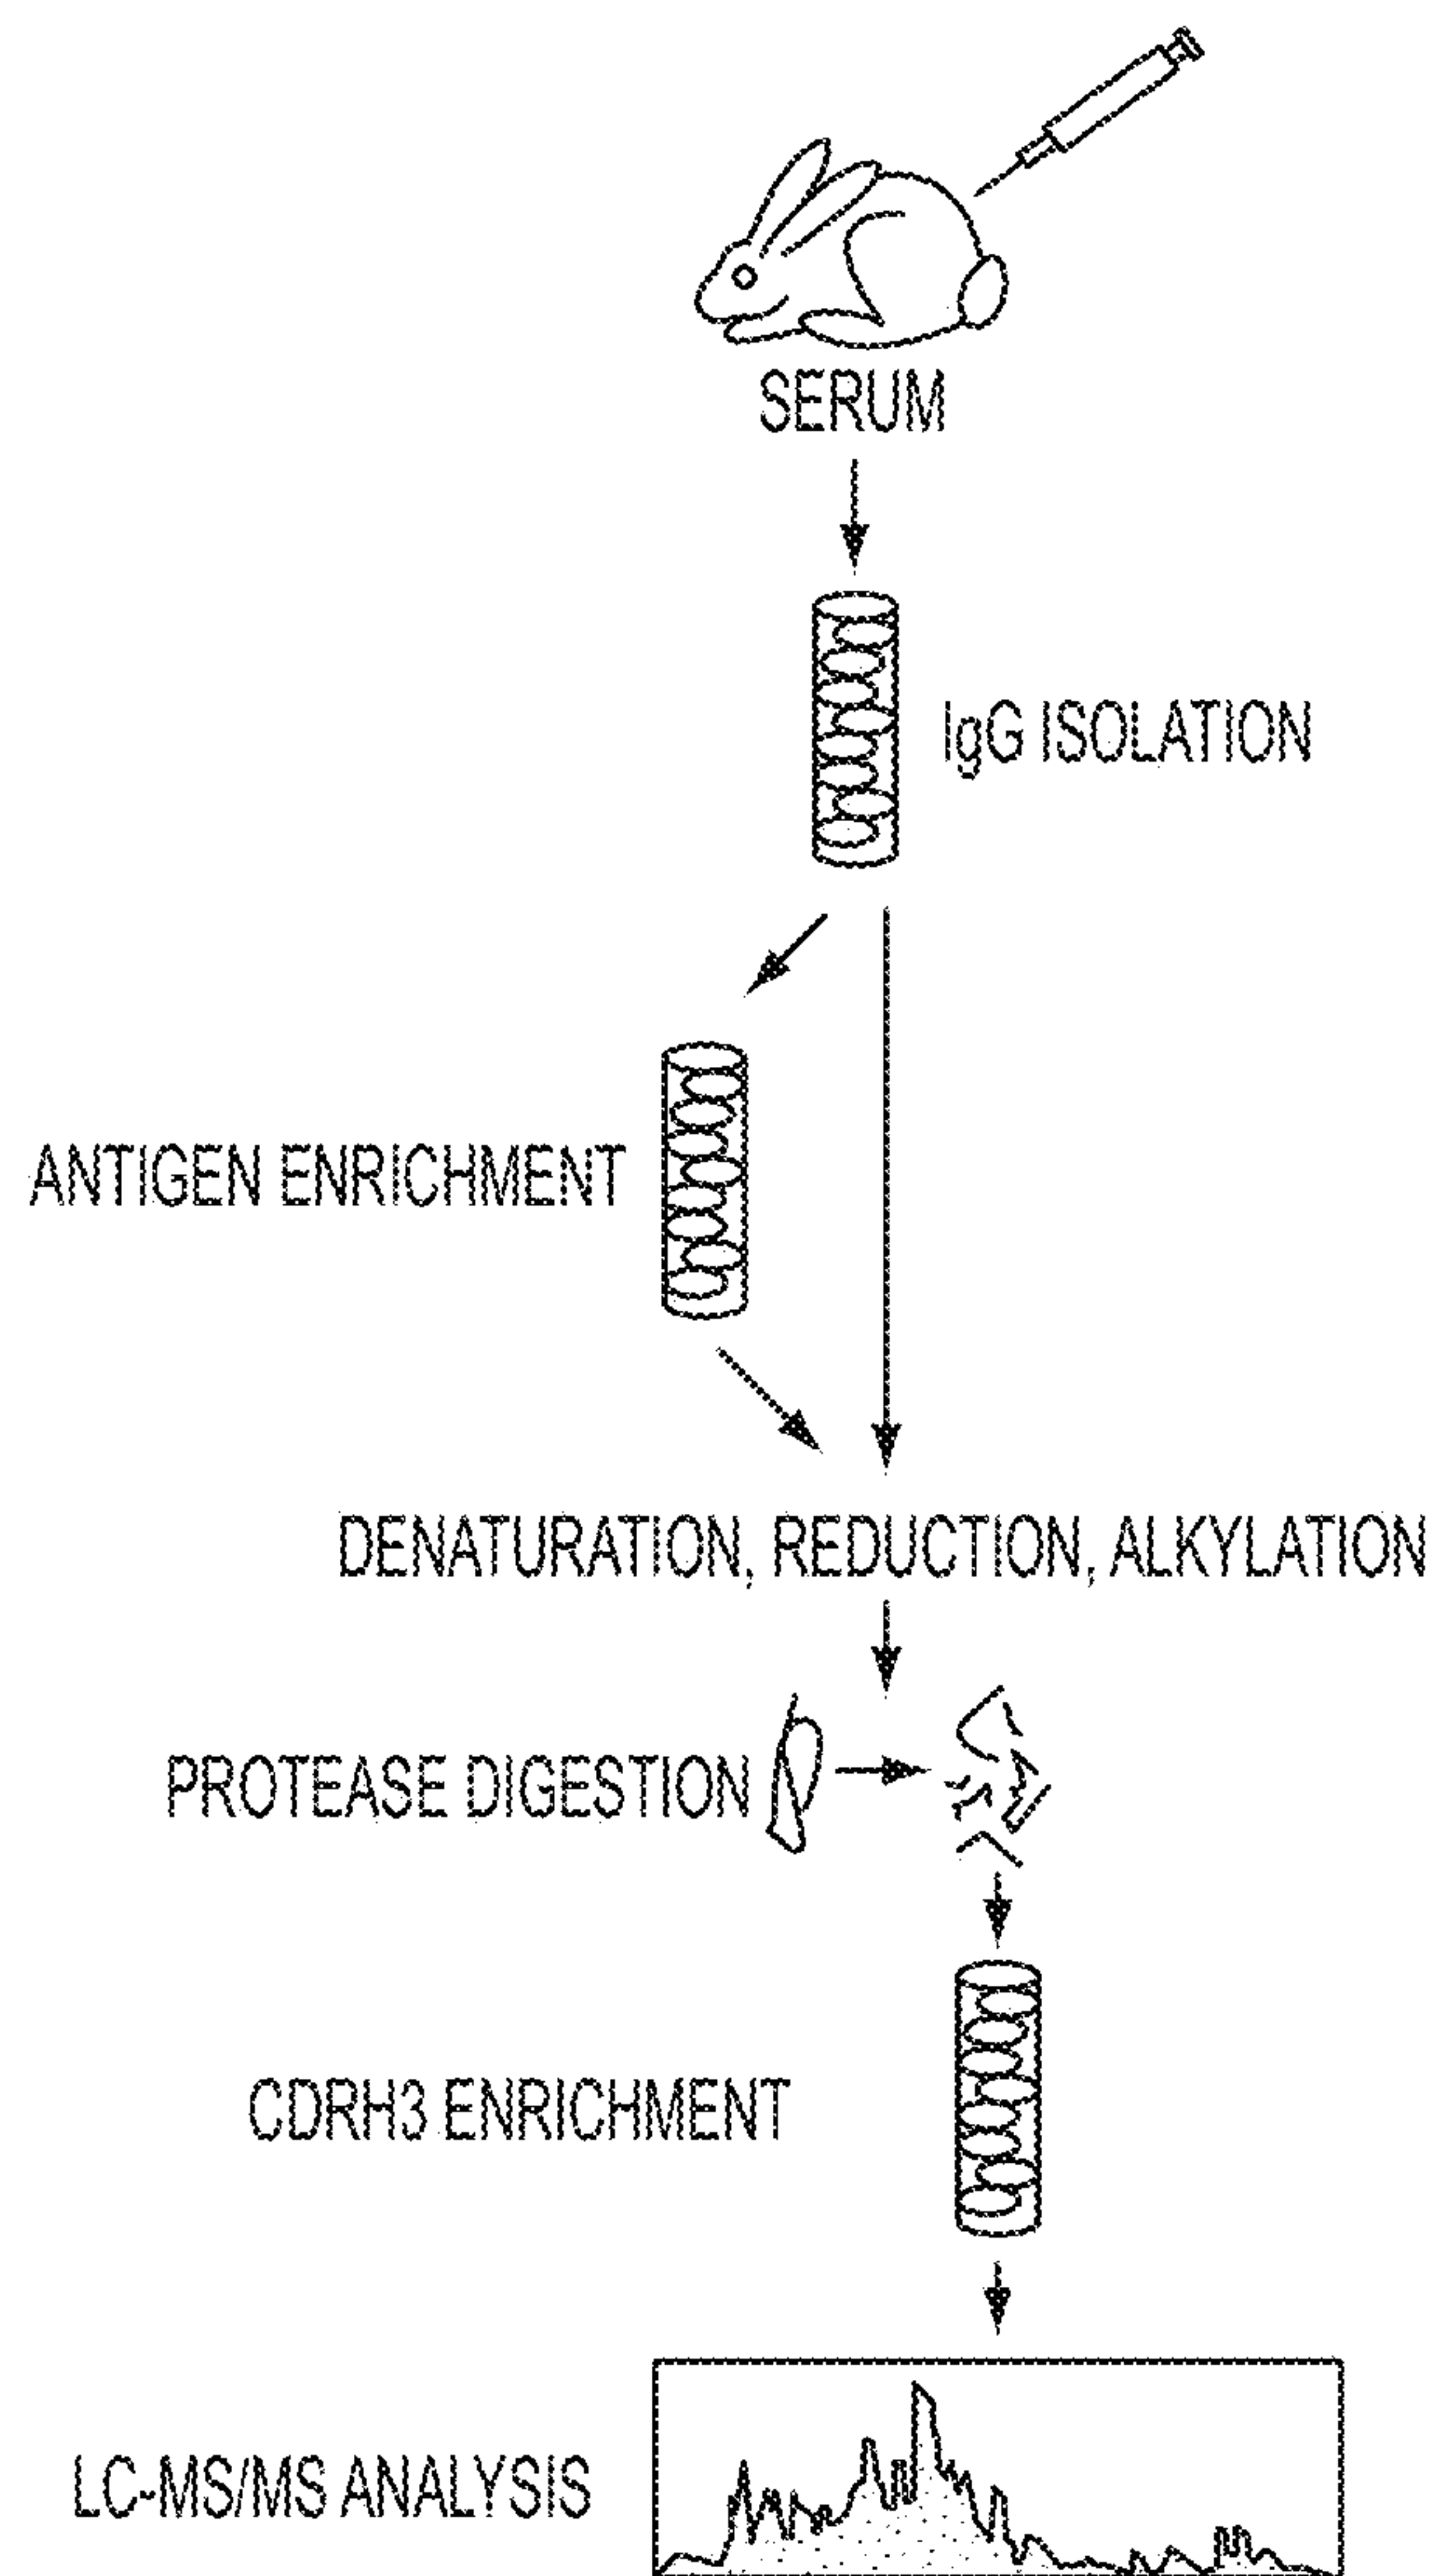 SERUM
IgG ISOLATION
ANTIGEN ENRICHMENT
DENATURATION, REDUCTION, ALKYLATION
PROTEASE DIGESTION
CDRH3 ENRICHMENT
LC-MS/MS ANALYSIS